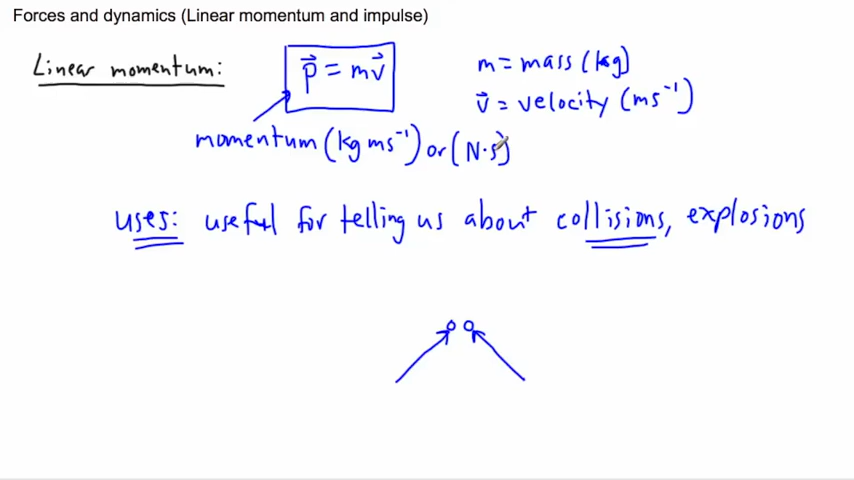 Forces and dynamics (Linear momentum and impulse)
Linear momentum: p⃗ = mv⃗ m = mass (kg)
v⃗ = velocity (ms⁻¹)
momentum (kg ms⁻¹) or (N·s)
uses: useful for telling us about collisions, explosions